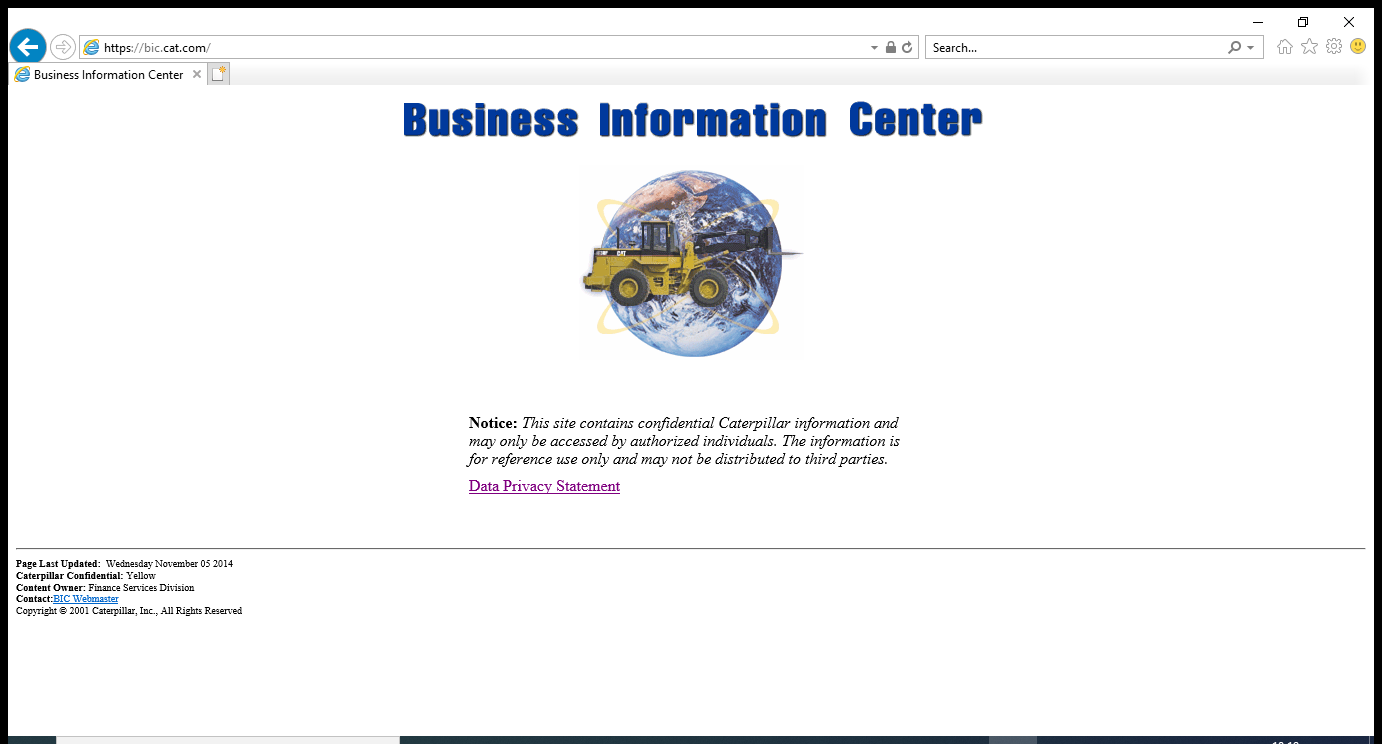 https://bic.cat.com/
Search...
Business Information Center
Business Information Center
CAT
Notice: This site contains confidential Caterpillar information and
may only be accessed by authorized individuals. The information is
for reference use only and may not be distributed to third parties.
Data Privacy Statement
Page Last Updated: Wednesday November 05 2014
Caterpillar Confidential: Yellow
Content Owner: Finance Services Division
Contact:BIC Webmaster
Copyright © 2001 Caterpillar, Inc., All Rights Reserved